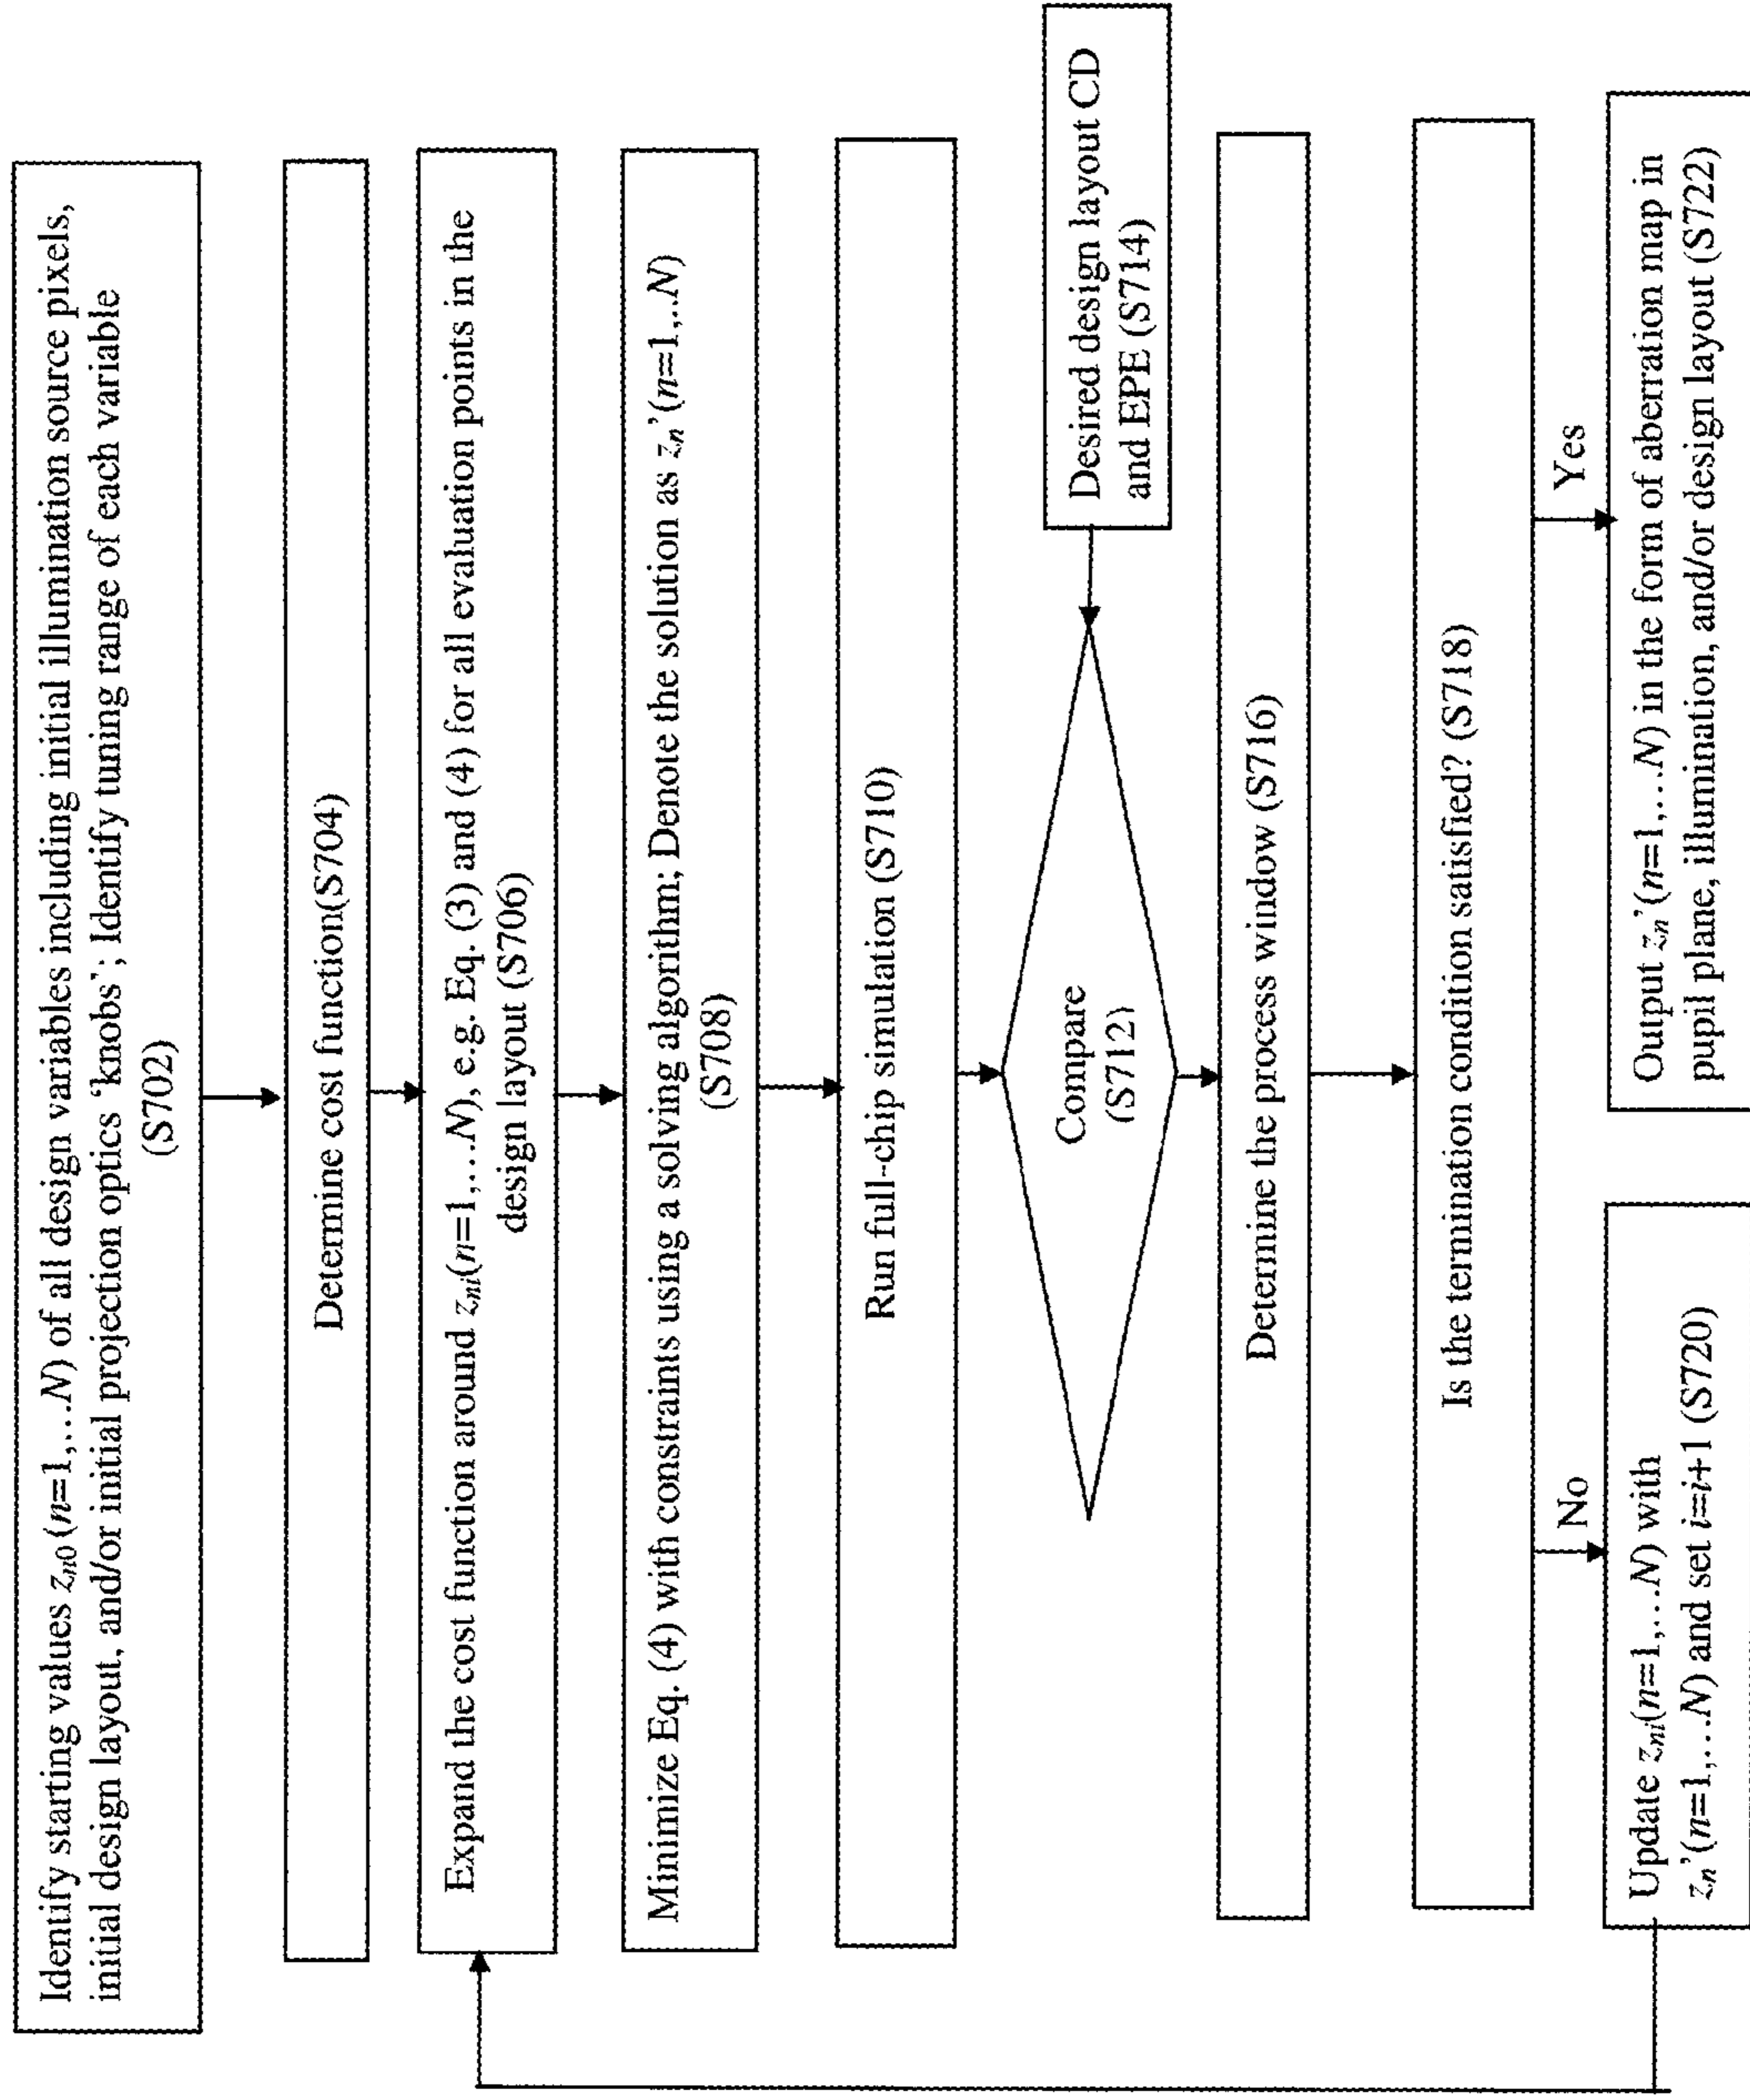 Identify starting values zn0 (n=1,…N) of all design variables including initial illumination source pixels,
initial design layout, and/or initial projection optics ‘knobs’; Identify tuning range of each variable
(S702)
Determine cost function(S704)
Expand the cost function around zni(n=1,…N), e.g. Eq. (3) and (4) for all evaluation points in the
design layout (S706)
Minimize Eq. (4) with constraints using a solving algorithm; Denote the solution as zn’(n=1,..N)
(S708)
Run full-chip simulation (S710)
Compare
(S712)
Desired design layout CD
and EPE (S714)
Determine the process window (S716)
Is the termination condition satisfied? (S718)
No
Yes
Update zni(n=1,…N) with
zn’(n=1,…N) and set i=i+1 (S720)
Output zn’(n=1,…N) in the form of aberration map in
pupil plane, illumination, and/or design layout (S722)